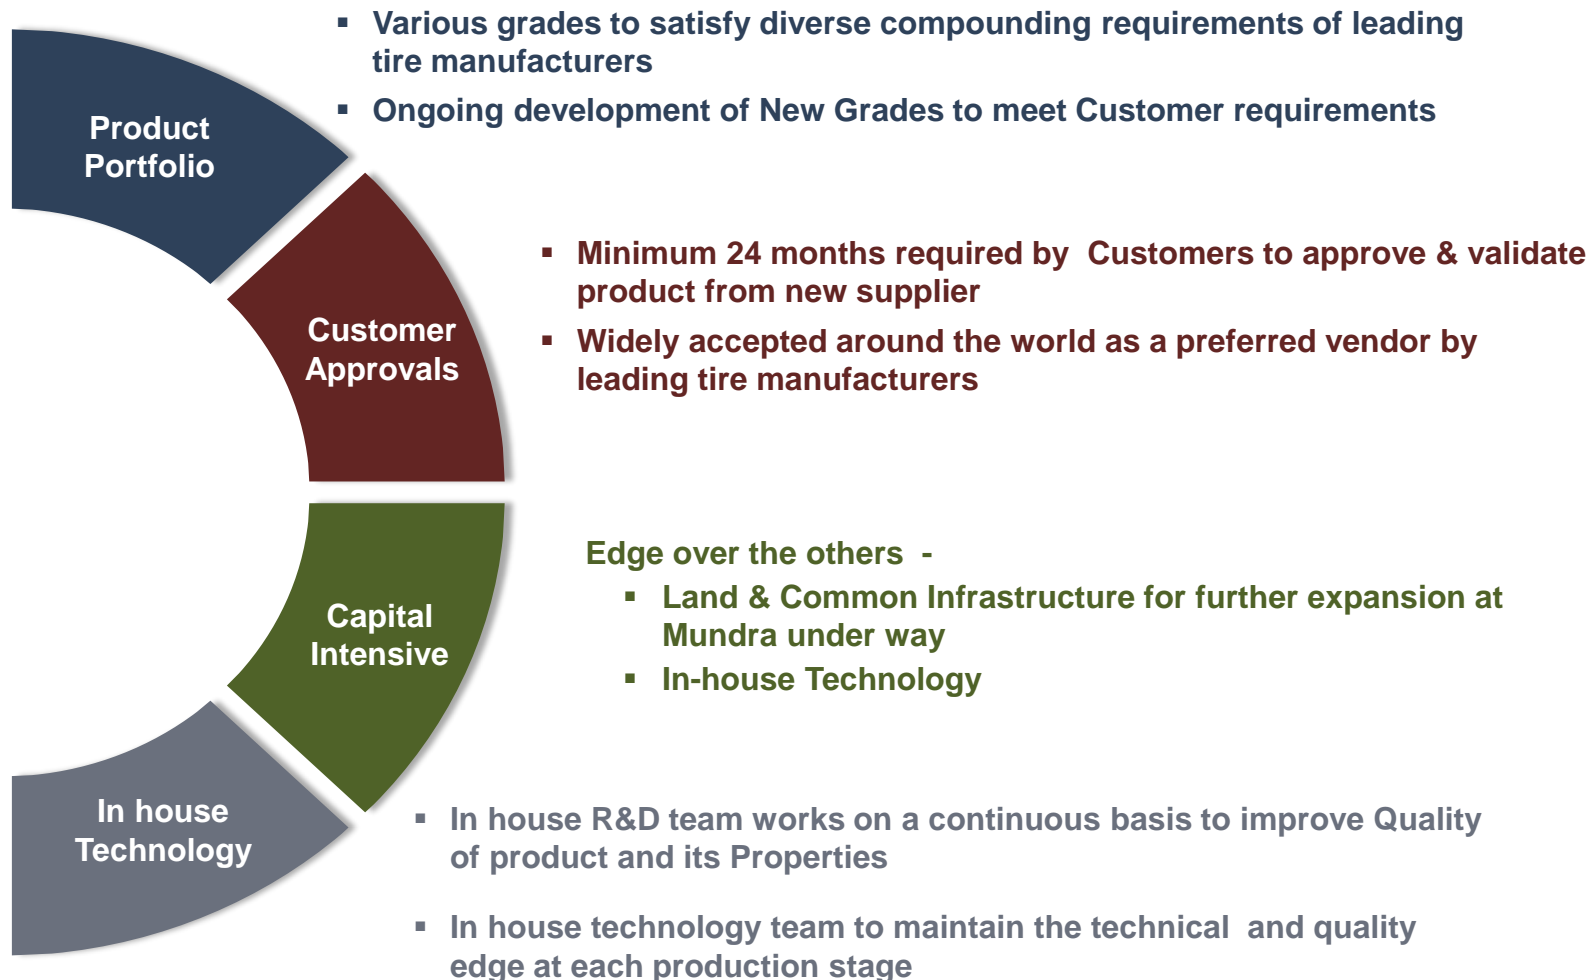 ▪ Various grades to satisfy diverse compounding requirements of leading
tire manufacturers
▪ Ongoing development of New Grades to meet Customer requirements
Product
Portfolio
▪ Minimum 24 months required by  Customers to approve & validate
product from new supplier
▪ Widely accepted around the world as a preferred vendor by
leading tire manufacturers
Customer
Approvals
Edge over the others  -
▪ Land & Common Infrastructure for further expansion at
Mundra under way
▪ In-house Technology
Capital
Intensive
In house
Technology
▪ In house R&D team works on a continuous basis to improve Quality
of product and its Properties
▪ In house technology team to maintain the technical  and quality
edge at each production stage